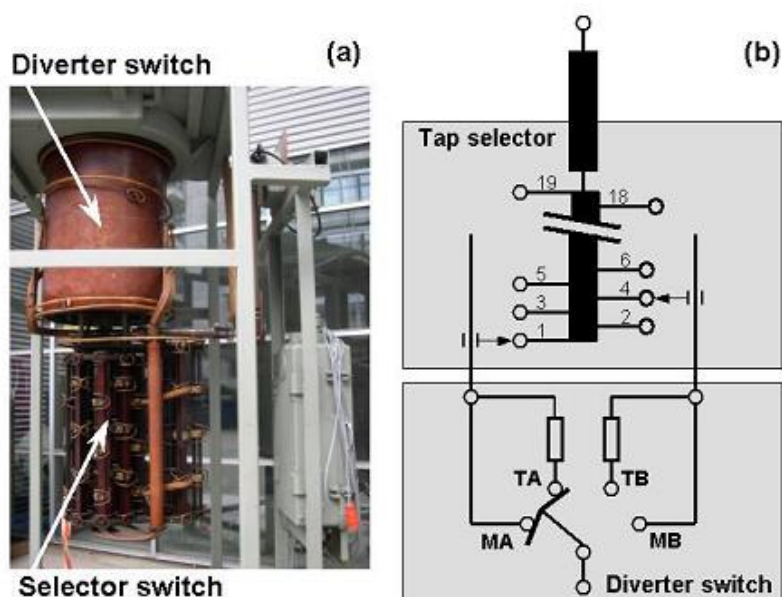 Diverter switch
(a)
Selector switch
(b)
Tap selector
19
18
6
5
4
3
2
1
TA
TB
MA
MB
Diverter switch